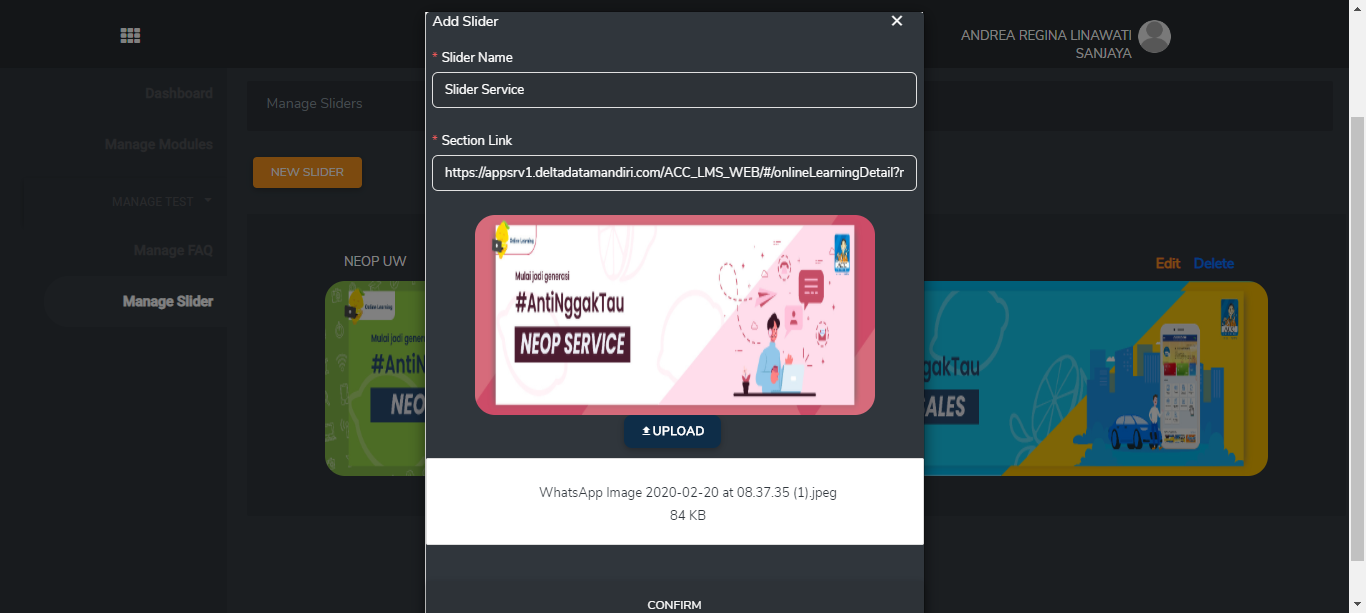 Add Slider
×
ANDREA REGINA LINAWATI
SANJAYA
Dashboard
Manage Modules
MANAGE TEST
Manage FAQ
Manage Slider
Manage Sliders
NEW SLIDER
* Slider Name
Slider Service
* Section Link
https://appsrv1.deltadatamandiri.com/ACC_LMS_WEB/#/onlineLearningDetail?r
Online Learning
Mulai jadi generasi
#AntiNggakTau
NEOP SERVICE
UPLOAD
WhatsApp Image 2020-02-20 at 08.37.35 (1).jpeg
84 KB
CONFIRM
NEOP UW
Online Learning
Mulai jadi gener
#AntiN
NEO
Edit Delete
ggakTau
ALES